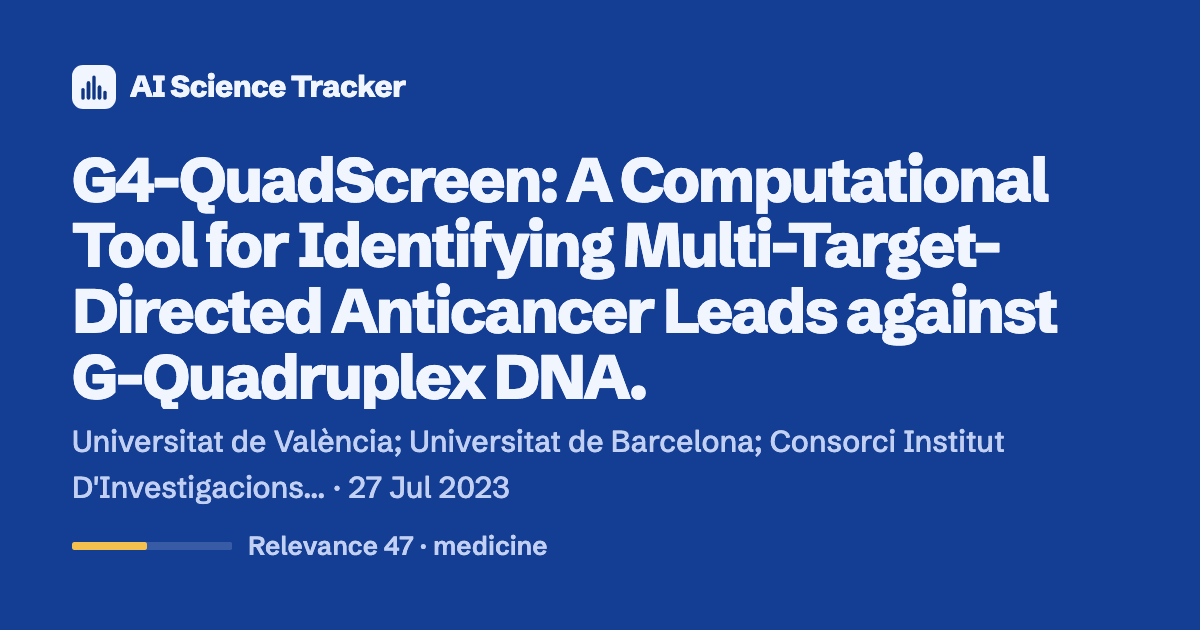 AI Science Tracker
G4-QuadScreen: A Computational
Tool for Identifying Multi-Target-
Directed Anticancer Leads against
G-Quadruplex DNA.
Universitat de València; Universitat de Barcelona; Consorci Institut
D'Investigacions... · 27 Jul 2023
Relevance 47 · medicine